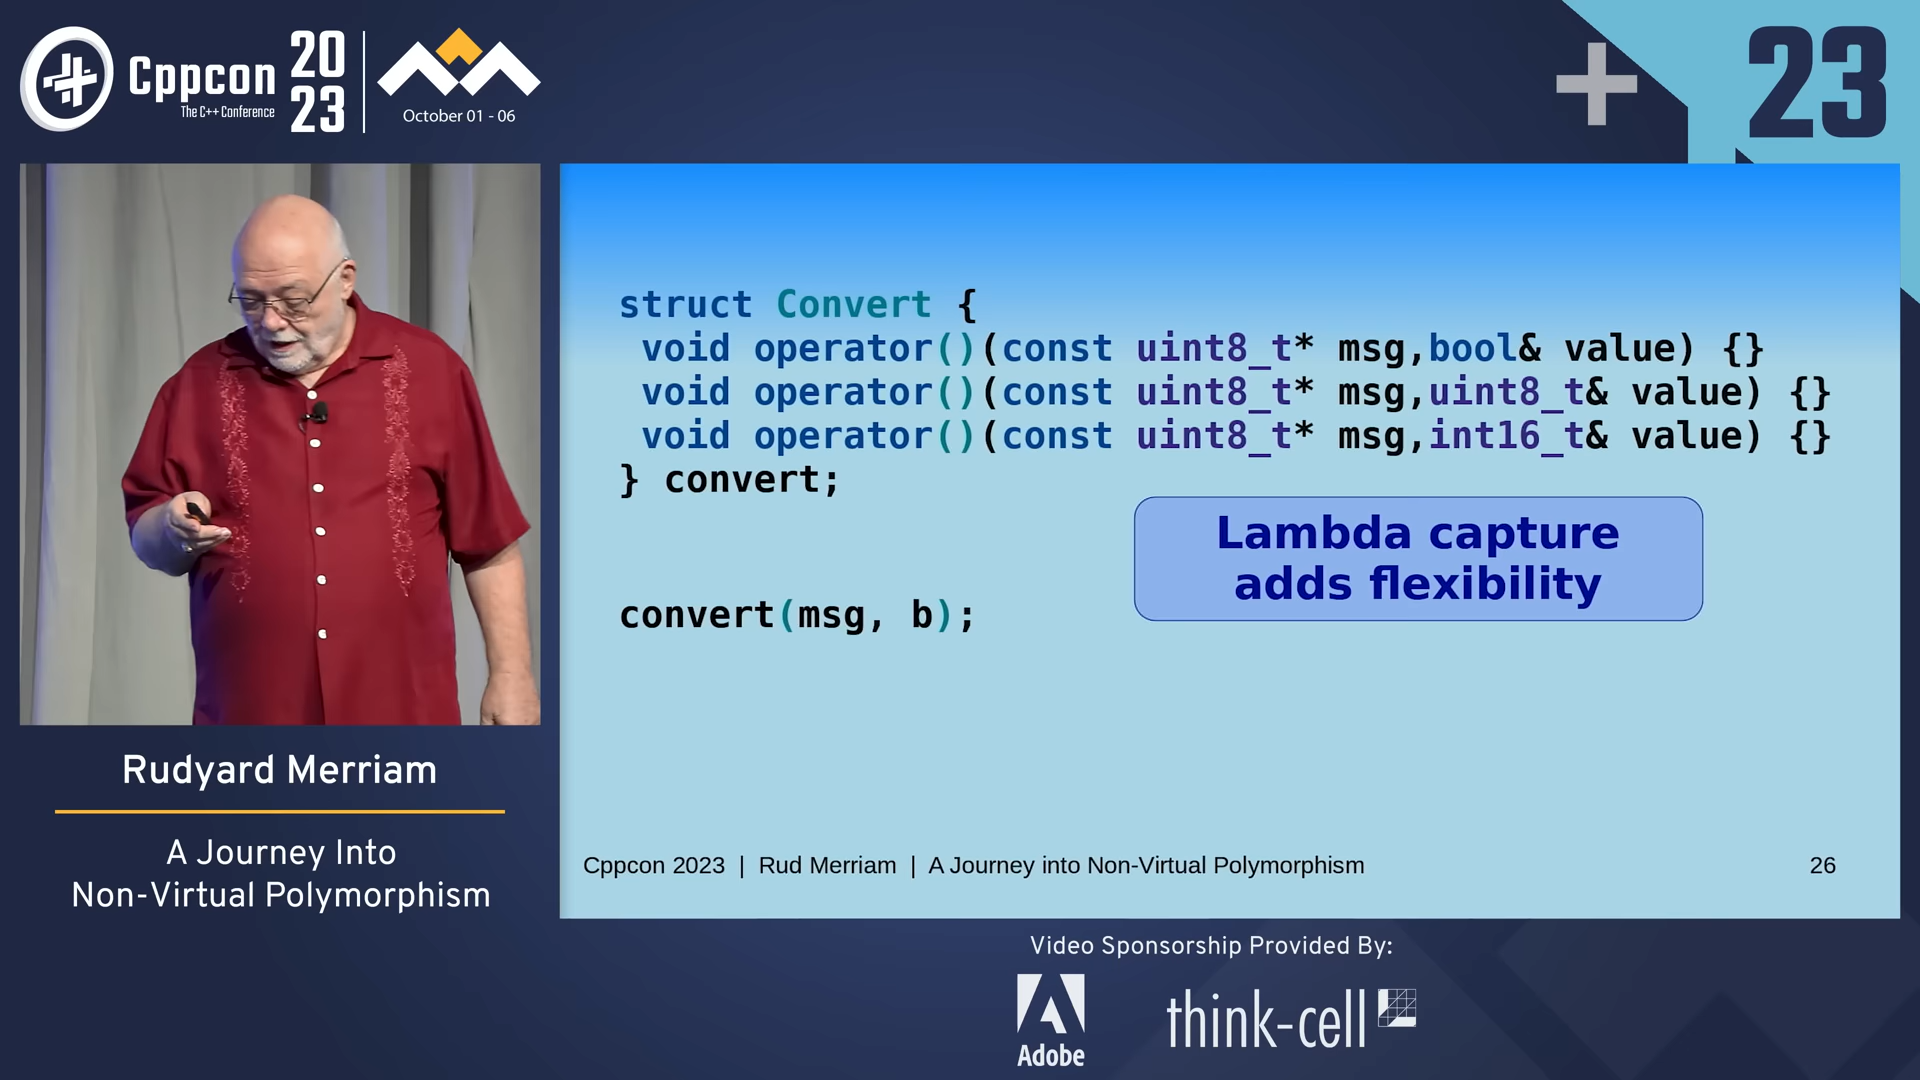 Cppcon
The C++ Conference
20
23
October 01 - 06
+ 23
struct Convert {
void operator()(const uint8_t* msg,bool& value) {}
void operator()(const uint8_t* msg,uint8_t& value) {}
void operator()(const uint8_t* msg,int16_t& value) {}
} convert;
Lambda capture
adds flexibility
convert(msg, b);
Cppcon 2023 | Rud Merriam | A Journey into Non-Virtual Polymorphism 26
Rudyard Merriam
A Journey Into
Non-Virtual Polymorphism
Video Sponsorship Provided By:
Adobe
think-cell